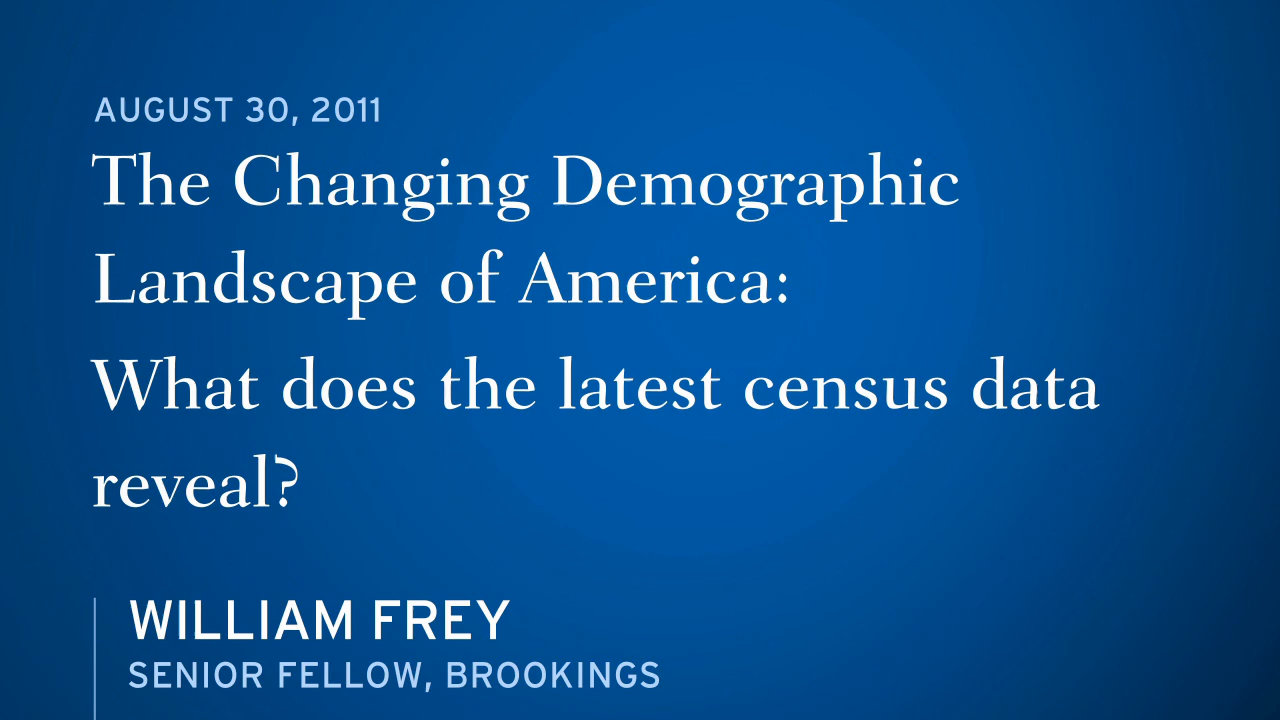 AUGUST 30, 2011
The Changing Demographic
Landscape of America:
What does the latest census data
reveal?
WILLIAM FREY
SENIOR FELLOW, BROOKINGS